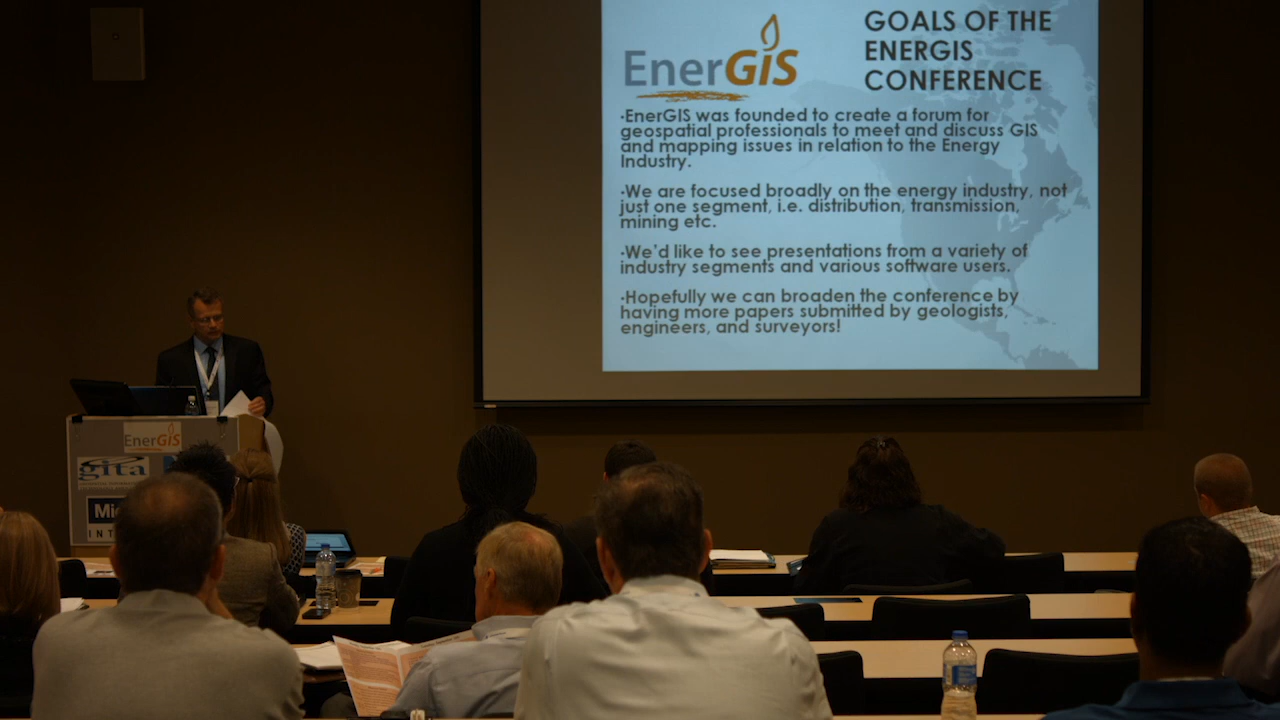 EnerGIS
GOALS OF THE
ENERGIS
CONFERENCE
·EnerGIS was founded to create a forum for
geospatial professionals to meet and discuss GIS
and mapping issues in relation to the Energy
Industry.
·We are focused broadly on the energy industry, not
just one segment, i.e. distribution, transmission,
mining etc.
·We'd like to see presentations from a variety of
industry segments and various software users.
·Hopefully we can broaden the conference by
having more papers submitted by geologists,
engineers, and surveyors!
EnerGIS
gita